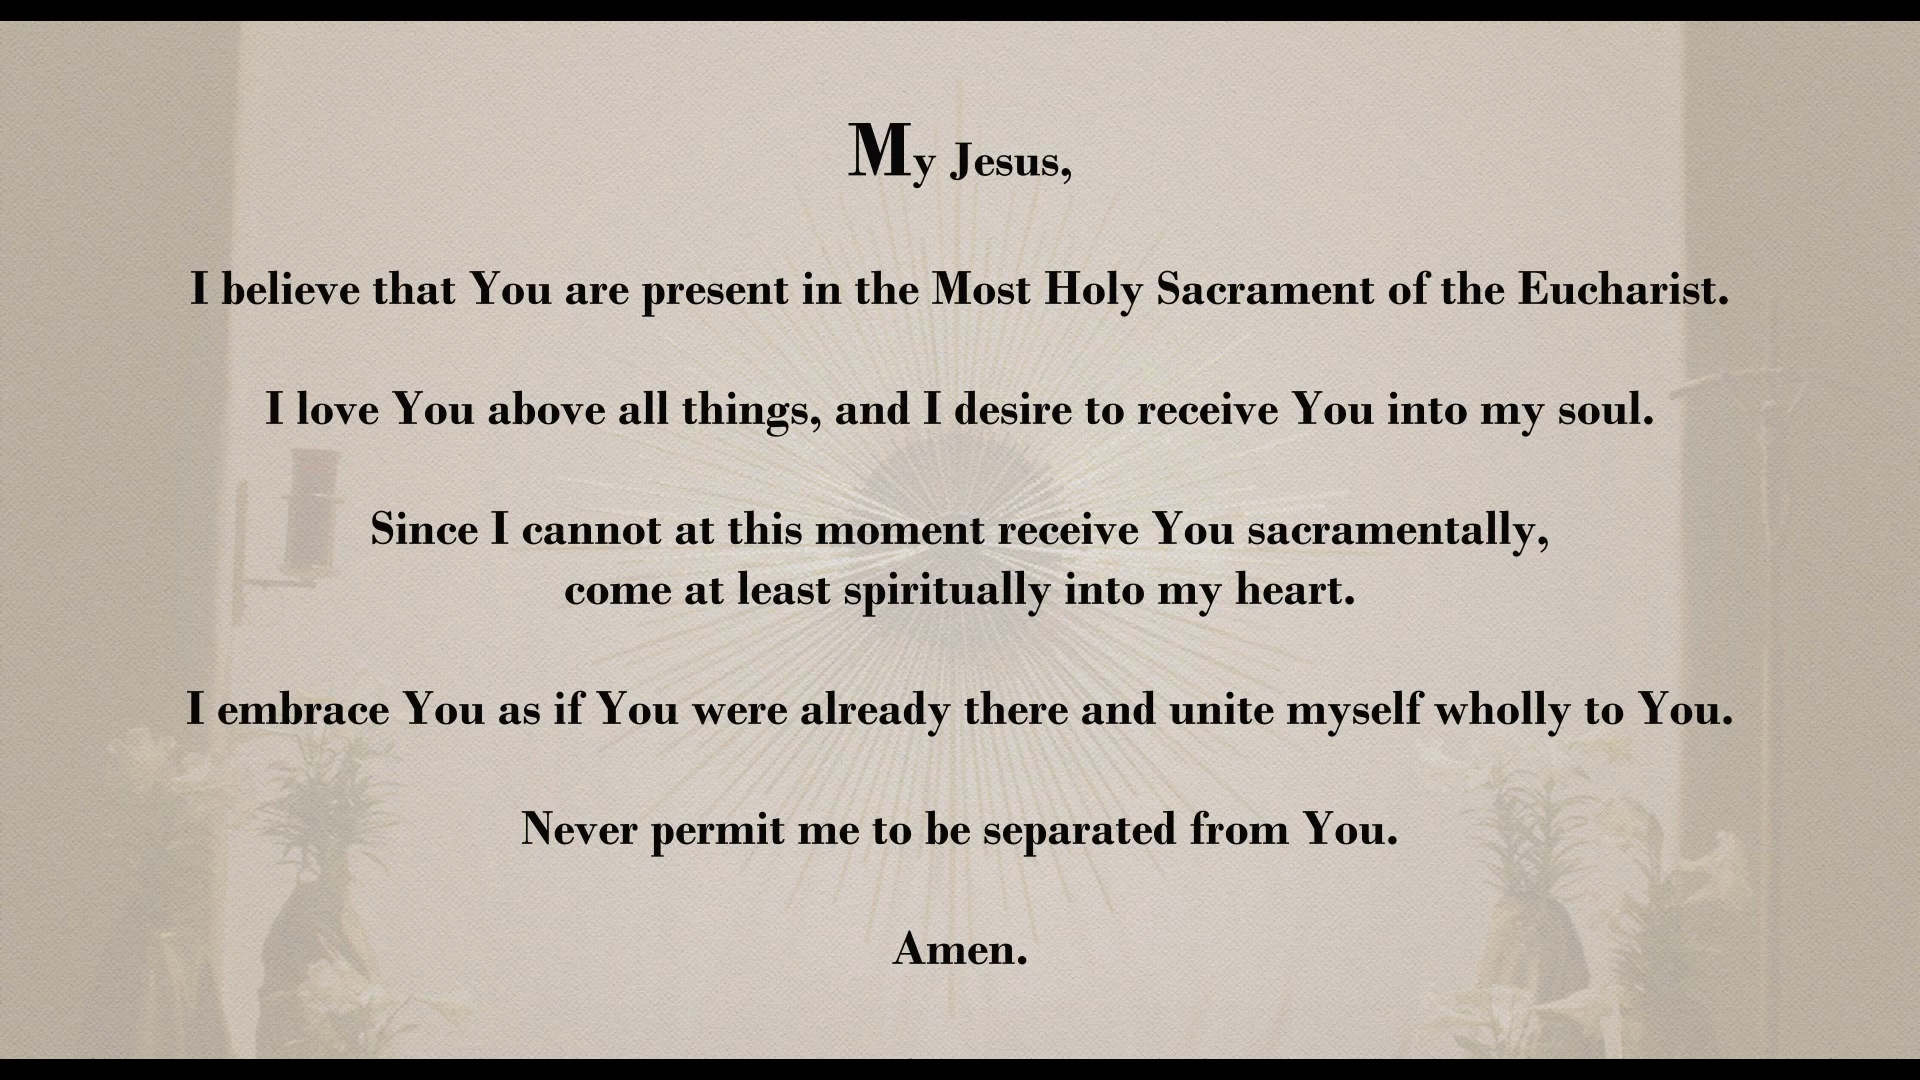 My Jesus,
I believe that You are present in the Most Holy Sacrament of the Eucharist.
I love You above all things, and I desire to receive You into my soul.
Since I cannot at this moment receive You sacramentally,
come at least spiritually into my heart.
I embrace You as if You were already there and unite myself wholly to You.
Never permit me to be separated from You.
Amen.